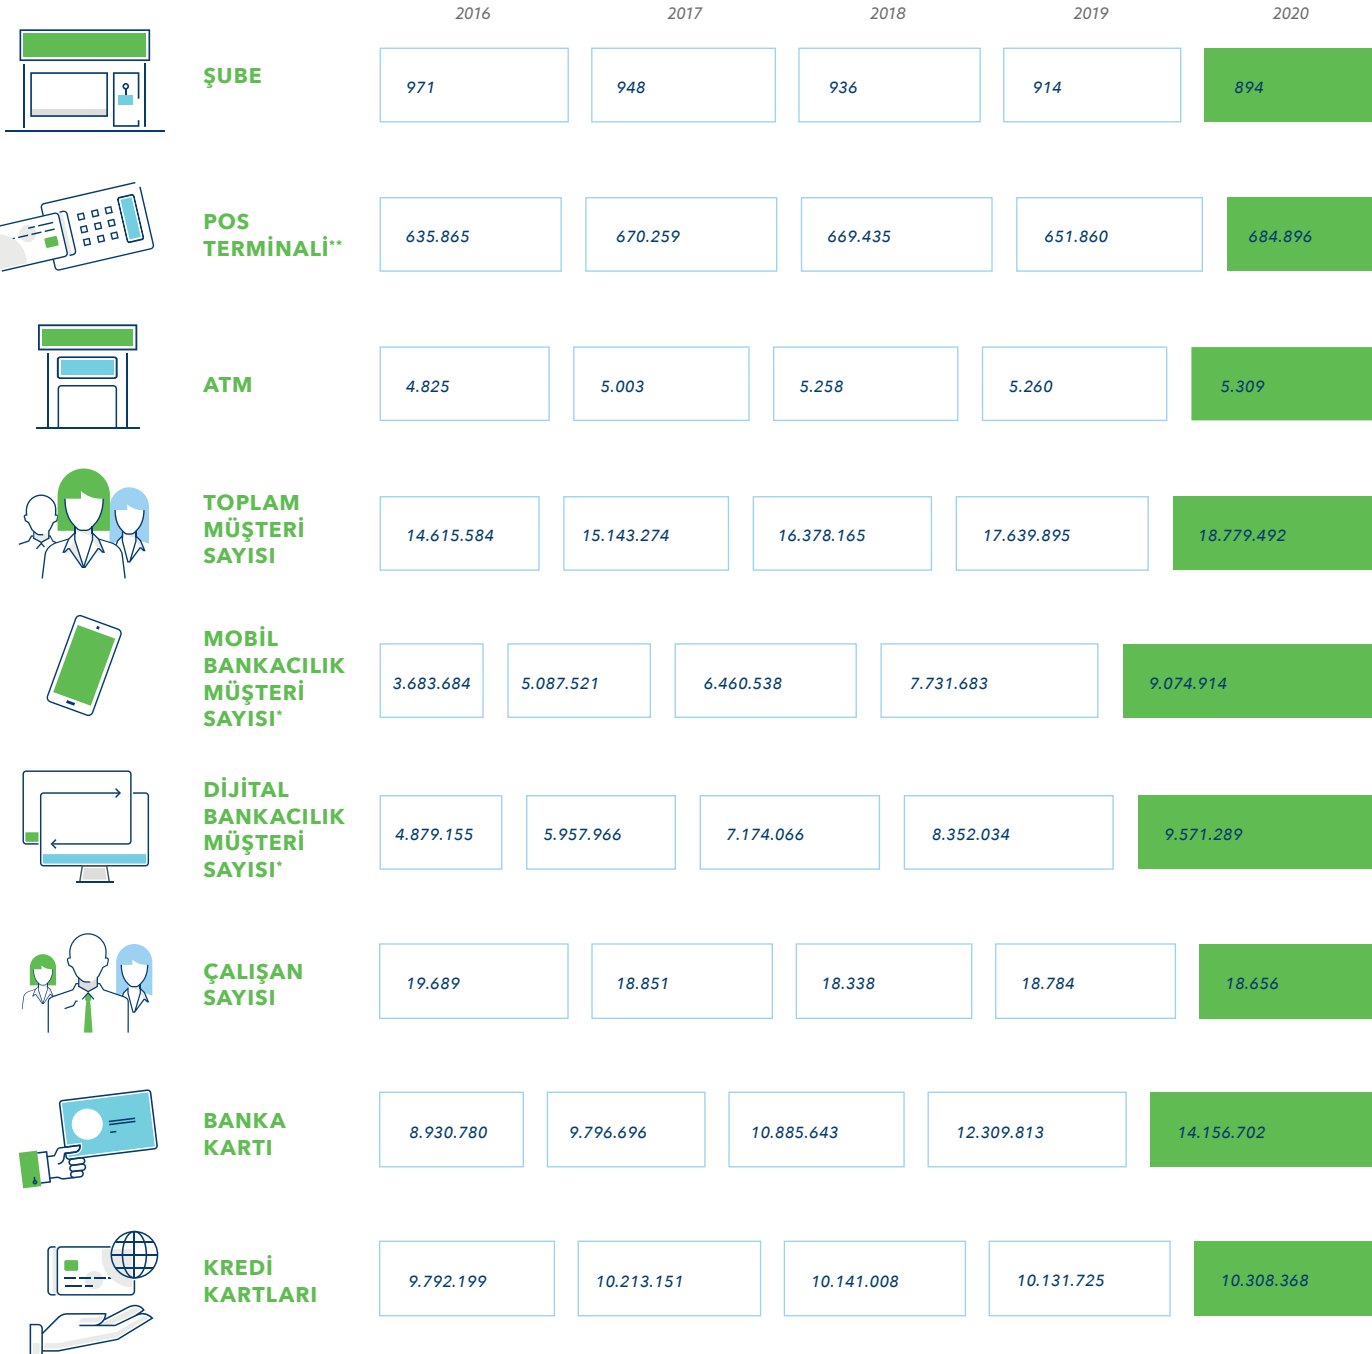 2016 2017 2018 2019 2020
ŞUBE
971 948 936 914 894
POS
TERMİNALİ**
635.865 670.259 669.435 651.860 684.896
ATM
4.825 5.003 5.258 5.260 5.309
TOPLAM
MÜŞTERİ
SAYISI
14.615.584 15.143.274 16.378.165 17.639.895 18.779.492
MOBİL
BANKACILIK
MÜŞTERİ
SAYISI*
3.683.684 5.087.521 6.460.538 7.731.683 9.074.914
DİJİTAL
BANKACILIK
MÜŞTERİ
SAYISI*
4.879.155 5.957.966 7.174.066 8.352.034 9.571.289
ÇALIŞAN
SAYISI
19.689 18.851 18.338 18.784 18.656
BANKA
KARTI
8.930.780 9.796.696 10.885.643 12.309.813 14.156.702
KREDİ
KARTLARI
9.792.199 10.213.151 10.141.008 10.131.725 10.308.368